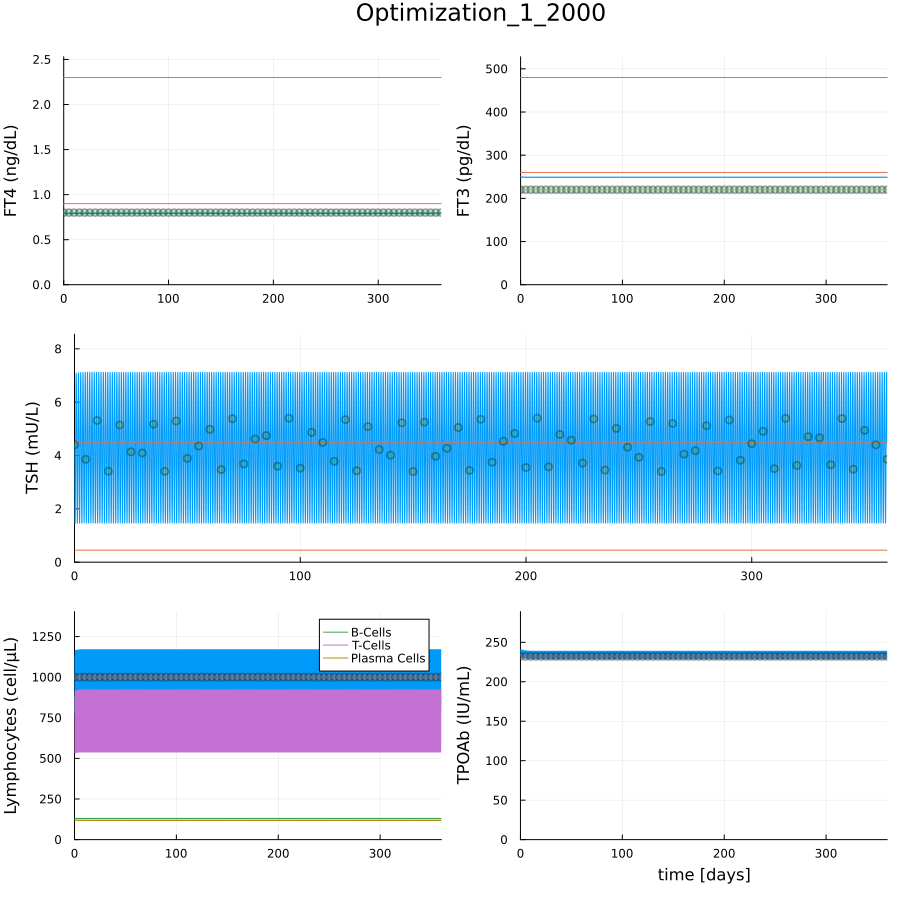 Optimization_1_2000
FT4 (ng/dL)
2.5
2.0
1.5
1.0
0.5
0.0
0 100 200 300
FT3 (pg/dL)
500
400
300
200
100
0
0 100 200 300
TSH (mU/L)
8
6
4
2
0
0 100 200 300
Lymphocytes (cell/μL)
1250
1000
750
500
250
0
0 100 200 300
B-Cells
T-Cells
Plasma Cells
TPOAb (IU/mL)
250
200
150
100
50
0
0 100 200 300
time [days]